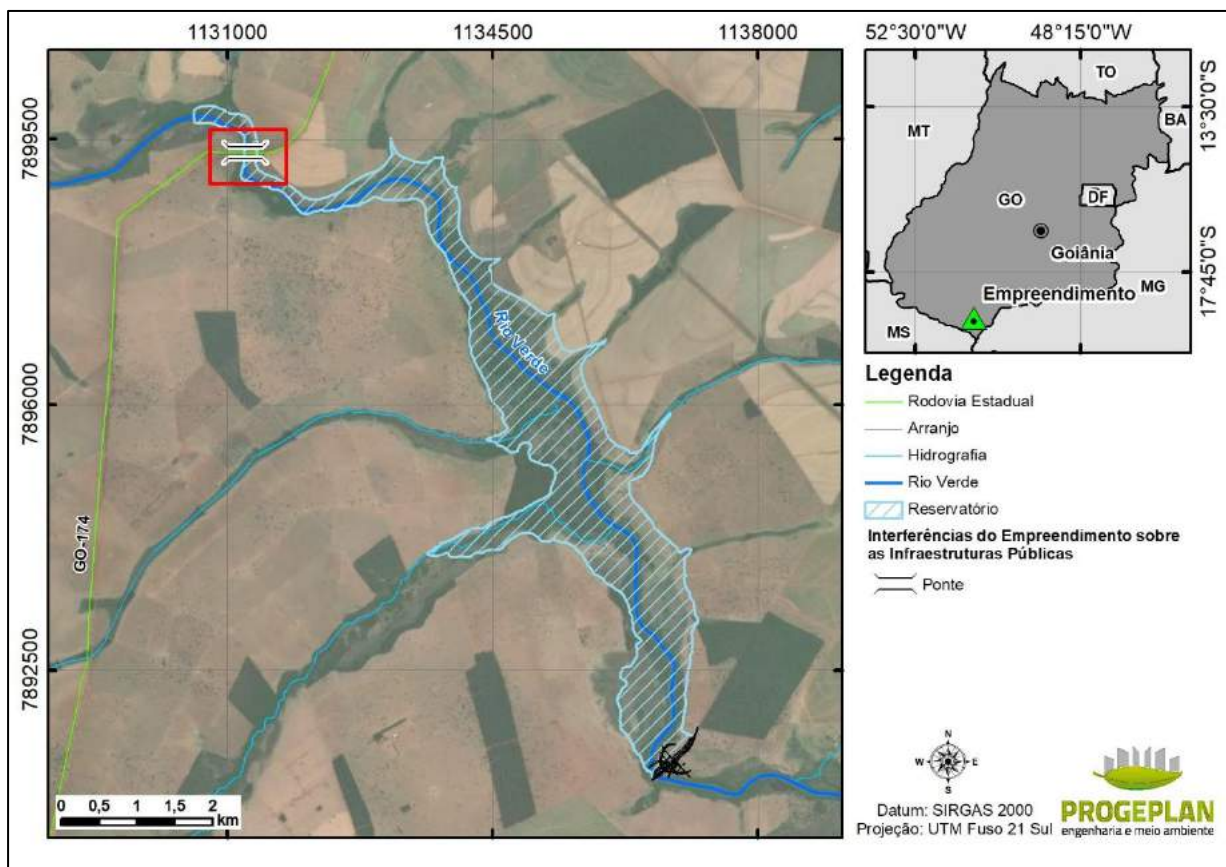 1131000
1134500
1138000
7899500
7896000
7892500
Rio Verde
GO-174
0 0,5 1 1,5 2
km
52°30'0"W
48°15'0"W
13°30'0"S
17°45'0"S
TO
MT
BA
GO
DF
Goiânia
MG
Empreendimento
MS
Legenda
Rodovia Estadual
Arranjo
Hidrografia
Rio Verde
Reservatório
Interferências do Empreendimento sobre
as Infraestruturas Públicas
Ponte
N
W
E
S
Datum: SIRGAS 2000
Projeção: UTM Fuso 21 Sul
PROGEPLAN
engenharia e meio ambiente